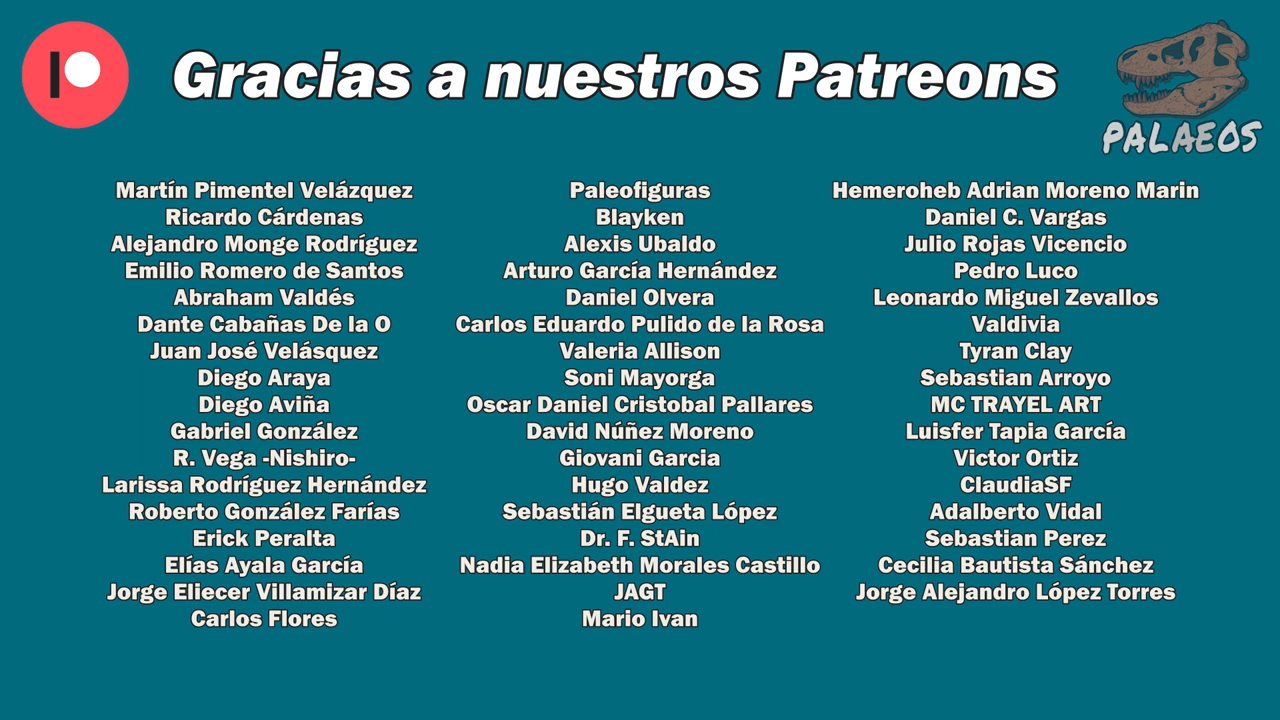 Gracias a nuestros Patreons
PALAEOS
Martín Pimentel Velázquez
Ricardo Cárdenas
Alejandro Monge Rodríguez
Emilio Romero de Santos
Abraham Valdés
Dante Cabañas De la O
Juan José Velásquez
Diego Araya
Diego Aviña
Gabriel González
R. Vega -Nishiro-
Larissa Rodríguez Hernández
Roberto González Farías
Erick Peralta
Elías Ayala García
Jorge Eliecer Villamizar Díaz
Carlos Flores
Paleofiguras
Blayken
Alexis Ubaldo
Arturo García Hernández
Daniel Olvera
Carlos Eduardo Pulido de la Rosa
Valeria Allison
Soni Mayorga
Oscar Daniel Cristobal Pallares
David Núñez Moreno
Giovani Garcia
Hugo Valdez
Sebastián Elgueta López
Dr. F. StAin
Nadia Elizabeth Morales Castillo
JAGT
Mario Ivan
Hemeroheb Adrian Moreno Marin
Daniel C. Vargas
Julio Rojas Vicencio
Pedro Luco
Leonardo Miguel Zevallos
Valdivia
Tyran Clay
Sebastian Arroyo
MC TRAYEL ART
Luisfer Tapia García
Victor Ortiz
ClaudiaSF
Adalberto Vidal
Sebastian Perez
Cecilia Bautista Sánchez
Jorge Alejandro López Torres